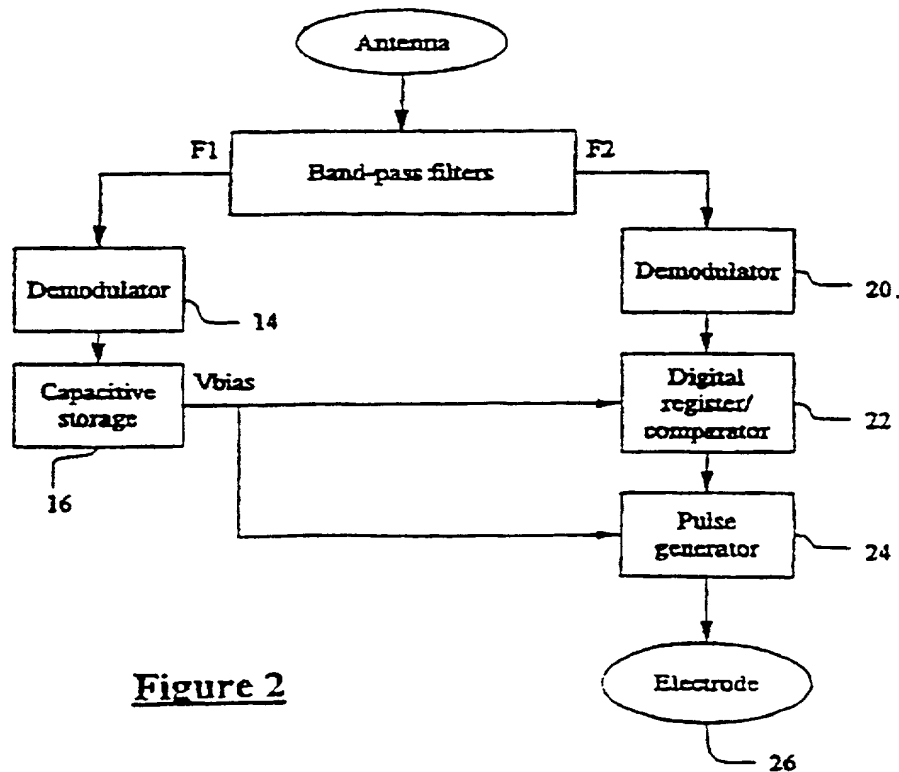 Antenna
F1
F2
Band-pass filters
Demodulator
14
Demodulator
20.
Capacitive
storage
Vbias
16
Digital
register/
comparator
22
Pulse
generator
24
Figure 2
Electrode
26